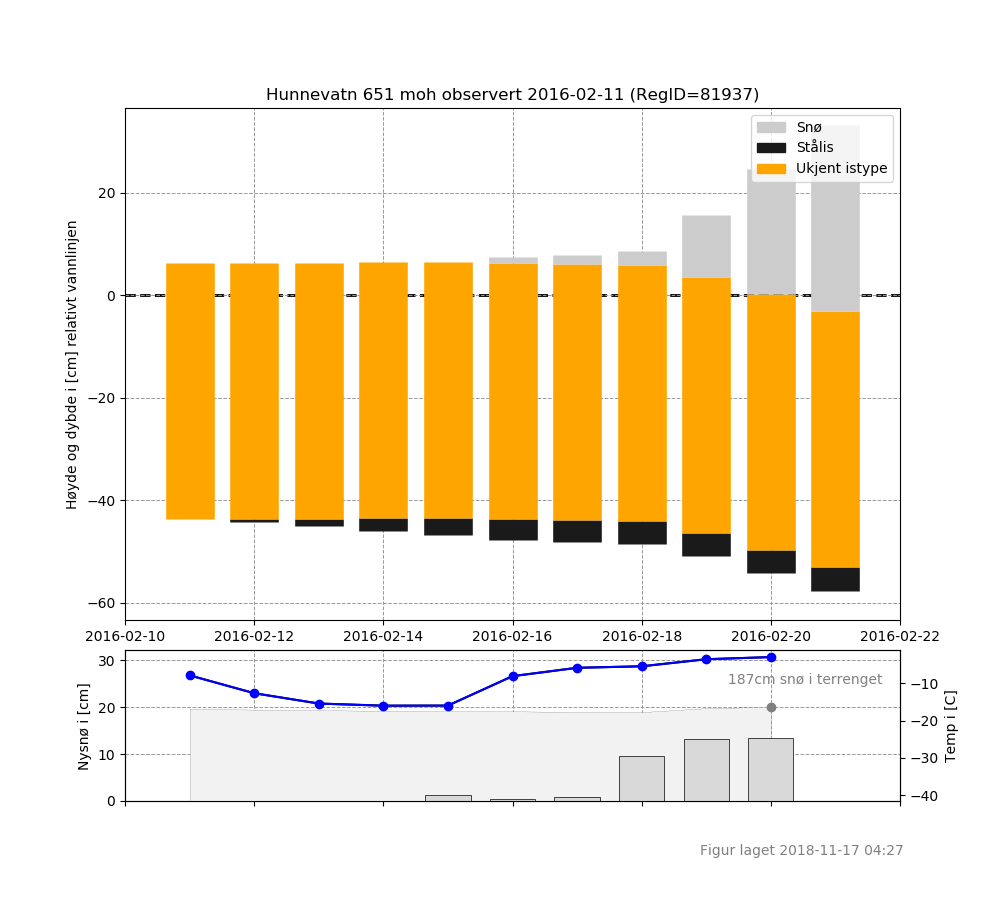 Hunnevatn 651 moh observert 2016-02-11 (RegID=81937)
Snø
Stålis
Ukjent istype
Høyde og dybde i [cm] relativt vannlinjen
20
0
−20
−40
−60
2016-02-10 2016-02-12 2016-02-14 2016-02-16 2016-02-18 2016-02-20 2016-02-22
Nysnø i [cm]
30
20
10
0
187cm snø i terrenget
−10
−20
−30
−40
Temp i [C]
Figur laget 2018-11-17 04:27